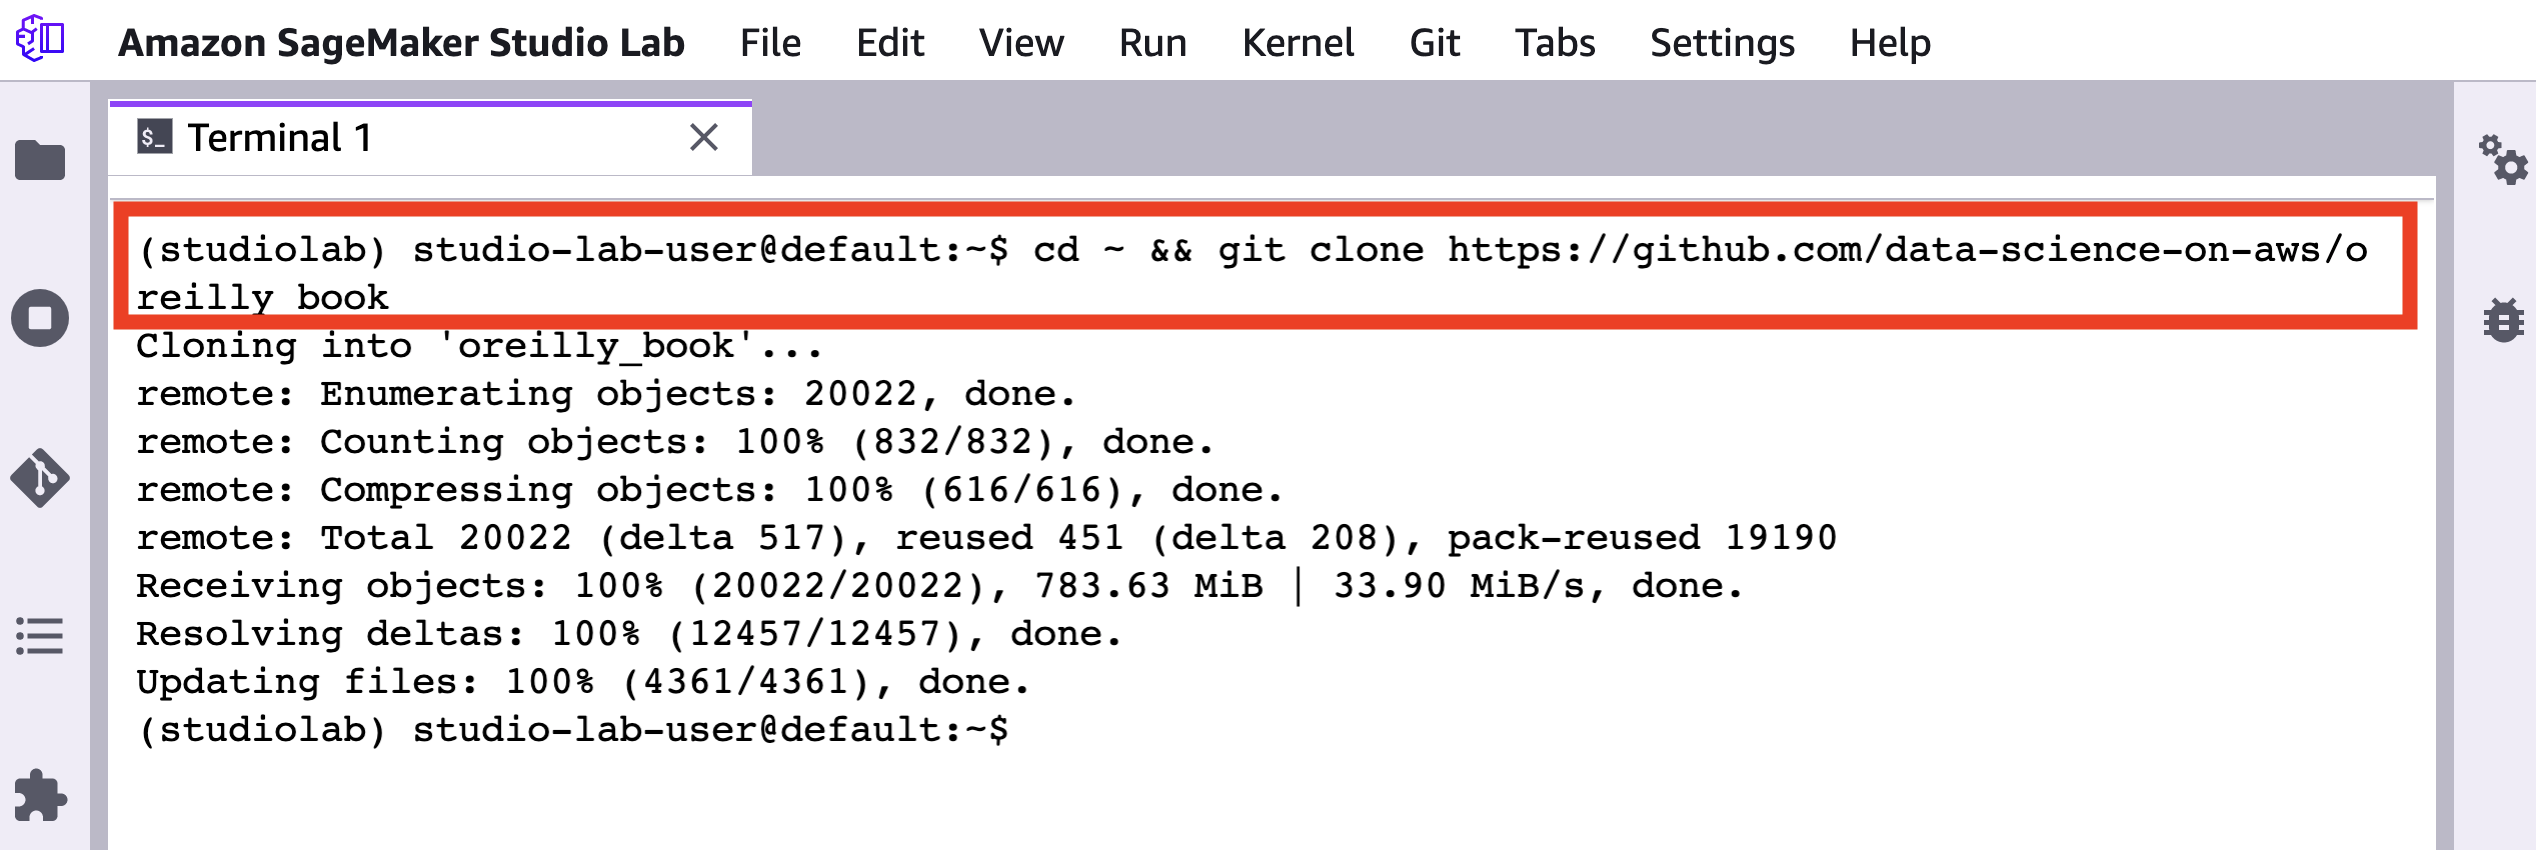 Amazon SageMaker Studio Lab File Edit View Run Kernel Git Tabs Settings Help
$_ Terminal 1
(studiolab) studio-lab-user@default:~$ cd ~ && git clone https://github.com/data-science-on-aws/o
reilly book
Cloning into 'oreilly_book'...
remote: Enumerating objects: 20022, done.
remote: Counting objects: 100% (832/832), done.
remote: Compressing objects: 100% (616/616), done.
remote: Total 20022 (delta 517), reused 451 (delta 208), pack-reused 19190
Receiving objects: 100% (20022/20022), 783.63 MiB | 33.90 MiB/s, done.
Resolving deltas: 100% (12457/12457), done.
Updating files: 100% (4361/4361), done.
(studiolab) studio-lab-user@default:~$